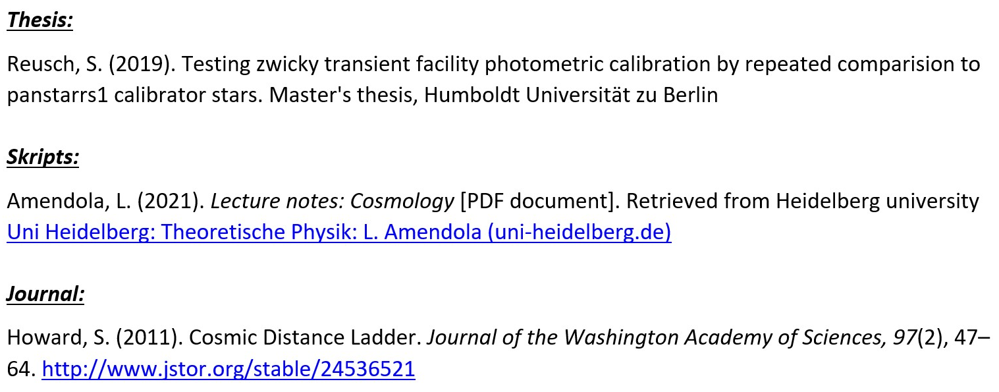 Thesis:
Reusch, S. (2019). Testing zwicky transient facility photometric calibration by repeated comparision to
panstarrs1 calibrator stars. Master's thesis, Humboldt Universität zu Berlin
Skripts:
Amendola, L. (2021). Lecture notes: Cosmology [PDF document]. Retrieved from Heidelberg university
Uni Heidelberg: Theoretische Physik: L. Amendola (uni-heidelberg.de)
Journal:
Howard, S. (2011). Cosmic Distance Ladder. Journal of the Washington Academy of Sciences, 97(2), 47–
64. http://www.jstor.org/stable/24536521